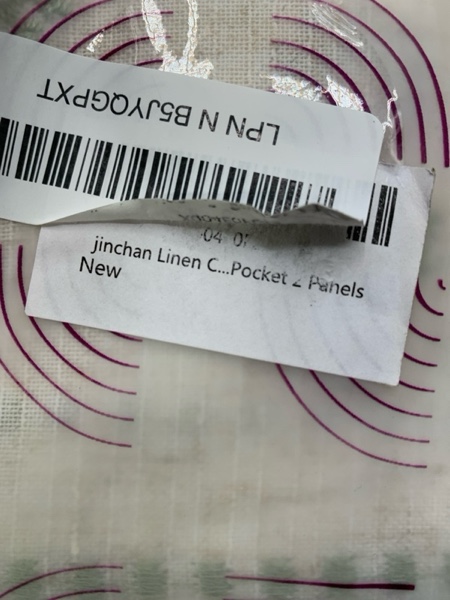 LPN N B5JYQGPXT
jinchan Linen C...Pocket 2 Panels
New